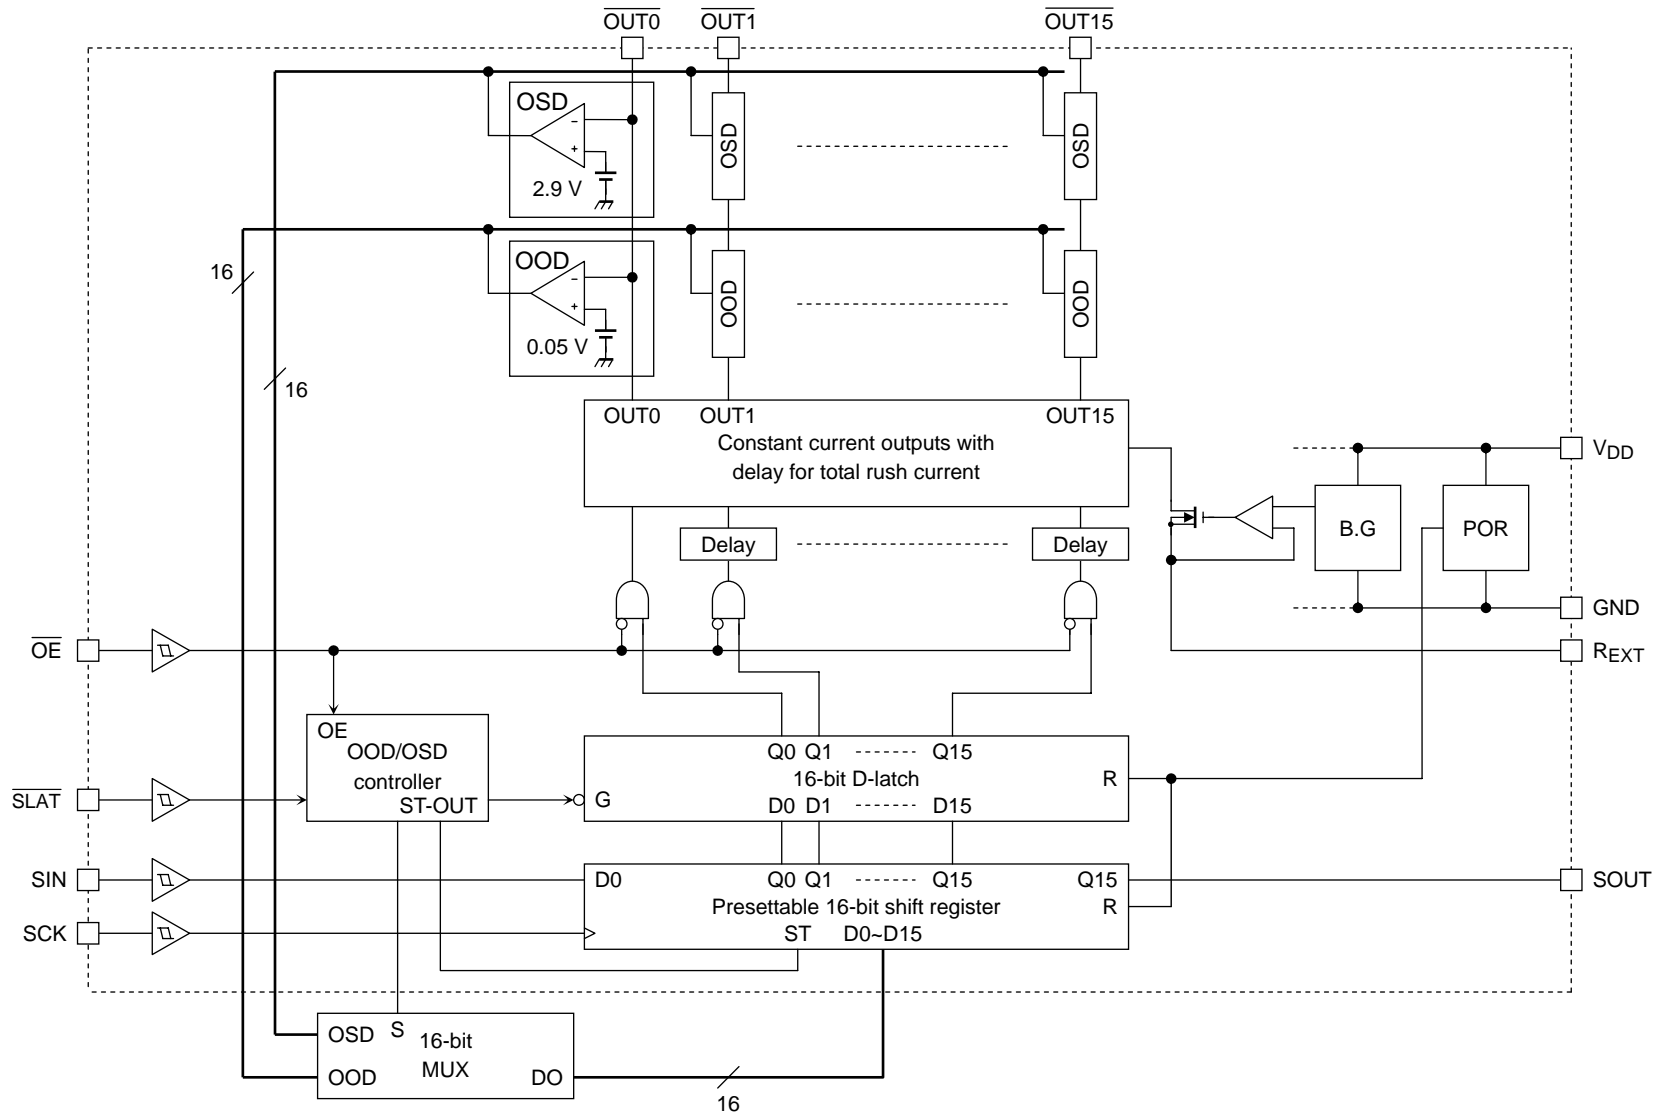 OUT0 OUT1 OUT15
OSD
−
+
2.9 V
OSD
OSD
16
OOD
−
+
0.05 V
OOD
OOD
16
OUT0 OUT1 OUT15
Constant current outputs with
delay for total rush current
VDD
B.G
POR
Delay
Delay
GND
OE
REXT
OE
OOD/OSD
controller
ST-OUT
SLAT
Q0 Q1 Q15
16-bit D-latch
R
G
D0 D1 D15
SIN
D0
Q0 Q1 Q15
Q15
SOUT
Presettable 16-bit shift register
R
SCK
ST D0~D15
OSD
S
16-bit
MUX
OOD
DO
16